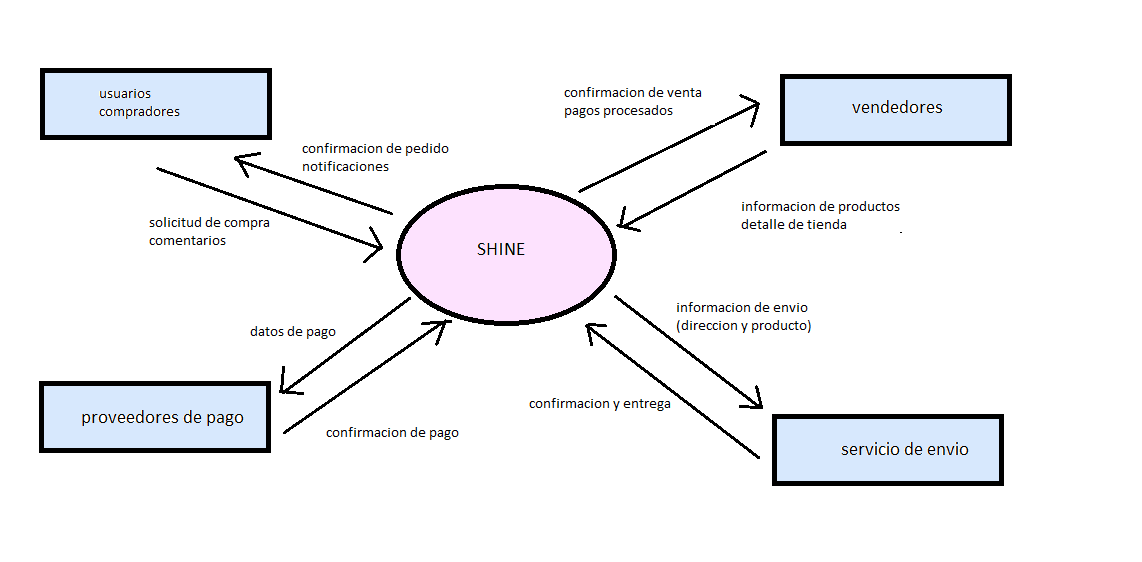 usuarios
compradores
confirmacion de venta
pagos procesados
vendedores
confirmacion de pedido
notificaciones
solicitud de compra
comentarios
informacion de productos
detalle de tienda
.
SHINE
informacion de envio
(direccion y producto)
datos de pago
proveedores de pago
confirmacion y entrega
confirmacion de pago
servicio de envio